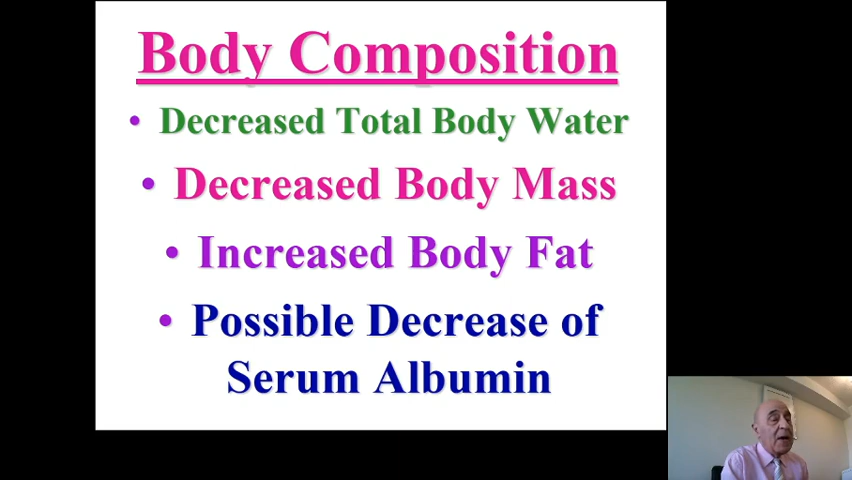 Body Composition
• Decreased Total Body Water
• Decreased Body Mass
• Increased Body Fat
• Possible Decrease of
Serum Albumin